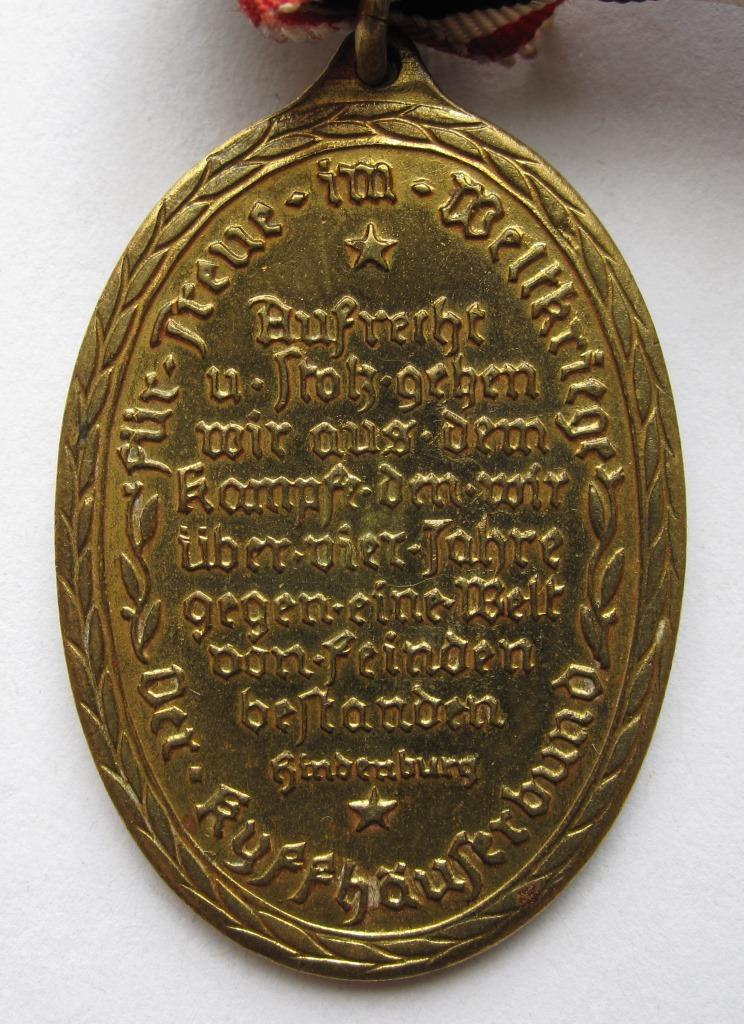 Für · Treue · im · Weltkriege
Aufrecht
u · stolz · gehen
wir aus · dem
Kampfe · den · wir
über · vier · Jahre
gegen · eine · Welt
von · Feinden
bestanden
Hindenburg
Der · Kyffhäuserbund